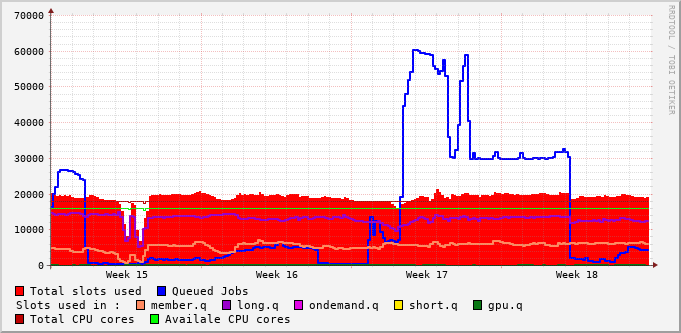 70000
60000
50000
40000
30000
20000
10000
0
Week 15 Week 16 Week 17 Week 18
RRDTOOL / TOBI OETIKER
Total slots used Queued Jobs
Slots used in : member.q long.q ondemand.q short.q gpu.q
Total CPU cores Availale CPU cores